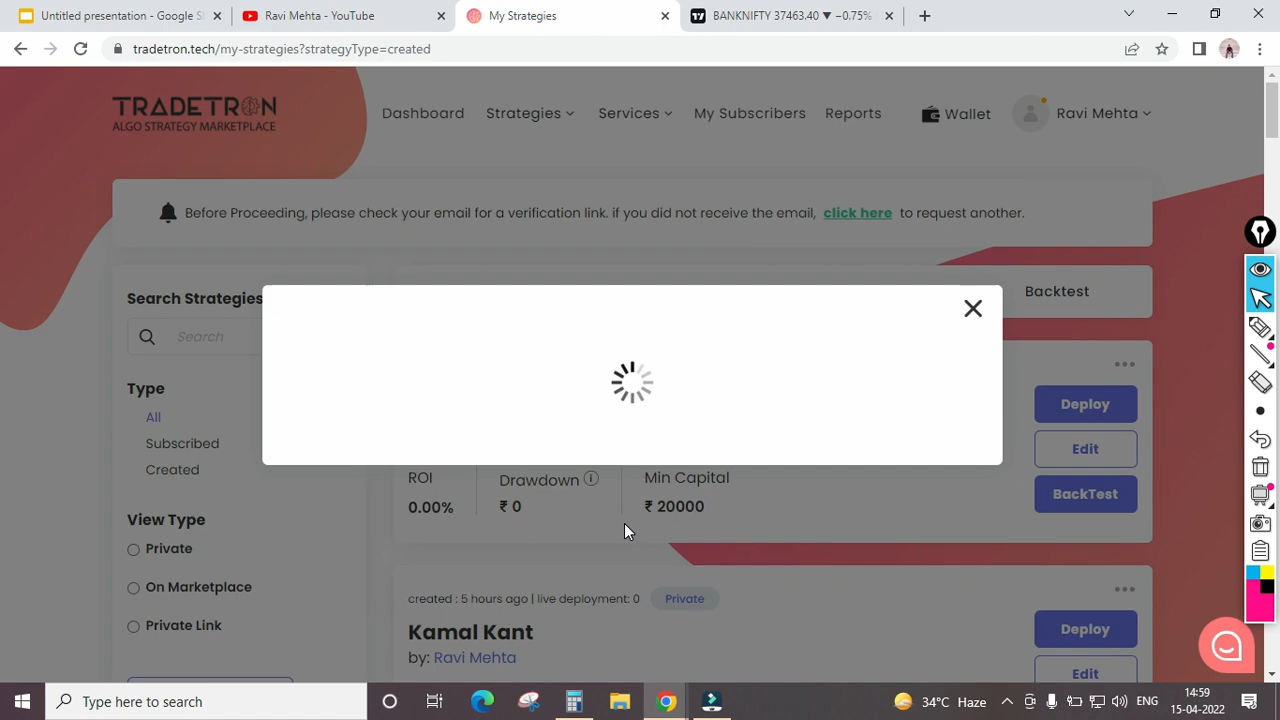 Untitled presentation - Google S
Ravi Mehta - YouTube
My Strategies
BANKNIFTY 37463.40 ▼ −0.75%
tradetron.tech/my-strategies?strategyType=created
TRADETRON
ALGO STRATEGY MARKETPLACE
Dashboard
Strategies
Services
My Subscribers
Reports
Wallet
Ravi Mehta
Before Proceeding, please check your email for a verification link. if you did not receive the email, click here to request another.
Search Strategies
Search
Type
All
Subscribed
Created
View Type
Private
On Marketplace
Private Link
Backtest
Deploy
Edit
BackTest
ROI
0.00%
Drawdown
₹ 0
Min Capital
₹ 20000
created : 5 hours ago | live deployment: 0
Private
Kamal Kant
by: Ravi Mehta
Deploy
Edit
Type here to search
34°C Haze
ENG
14:59
15-04-2022